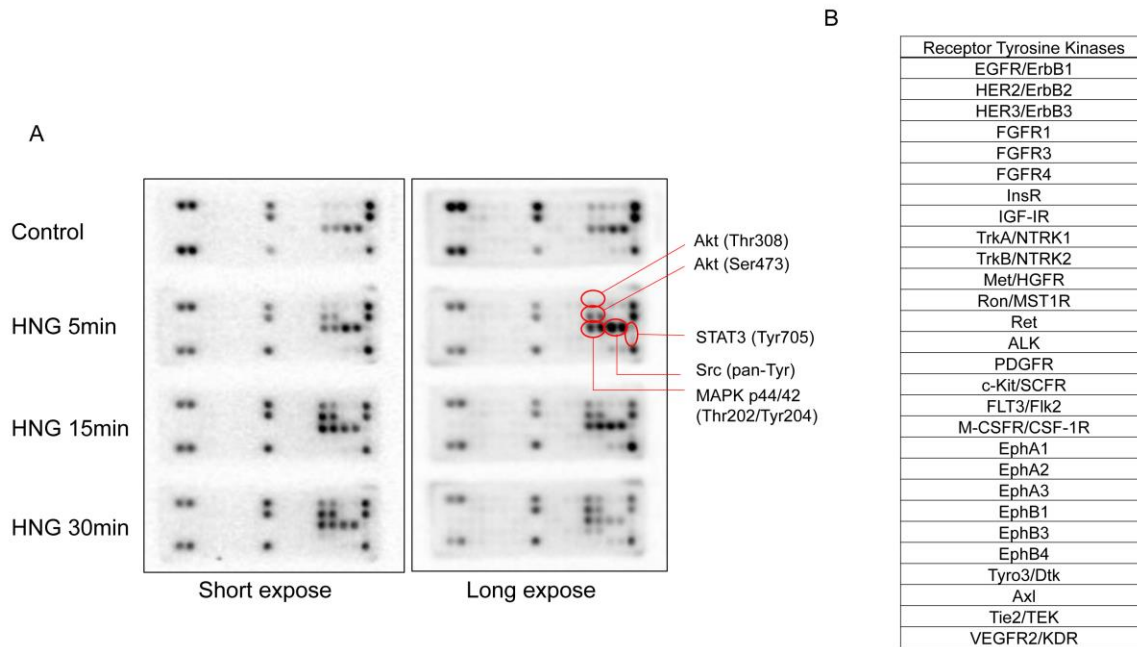 B
Receptor Tyrosine Kinases
EGFR/ErbB1
HER2/ErbB2
HER3/ErbB3
FGFR1
FGFR3
FGFR4
InsR
IGF-IR
TrkA/NTRK1
TrkB/NTRK2
Met/HGFR
Ron/MST1R
Ret
ALK
PDGFR
c-Kit/SCFR
FLT3/Flk2
M-CSFR/CSF-1R
EphA1
EphA2
EphA3
EphB1
EphB3
EphB4
Tyro3/Dtk
Axl
Tie2/TEK
VEGFR2/KDR
A
Control
HNG 5min
HNG 15min
HNG 30min
Short expose
Long expose
Akt (Thr308)
Akt (Ser473)
STAT3 (Tyr705)
Src (pan-Tyr)
MAPK p44/42
(Thr202/Tyr204)